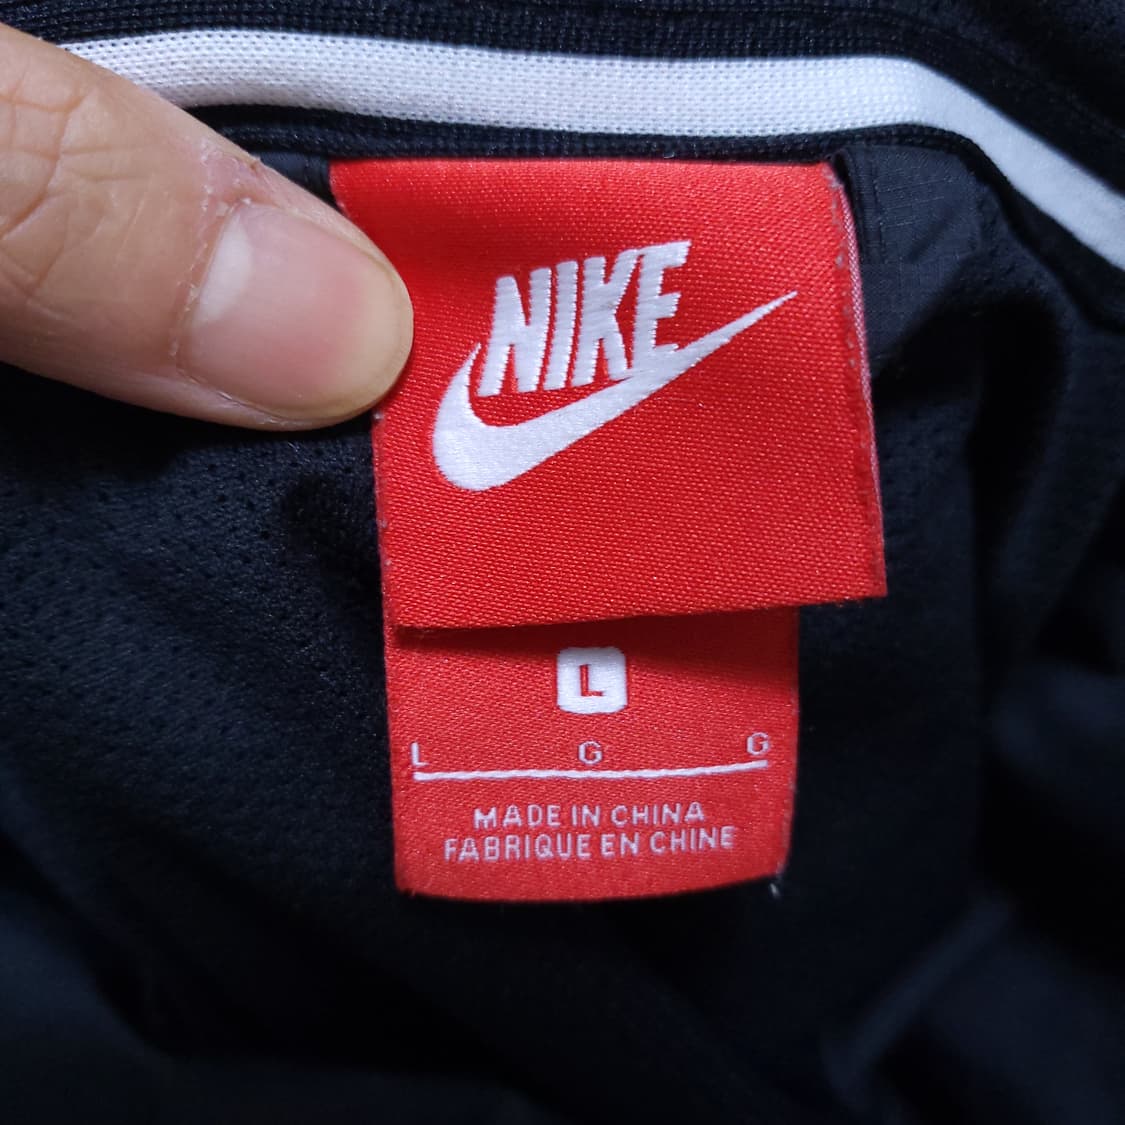 NIKE
L
L G G
MADE IN CHINA
FABRIQUE EN CHINE